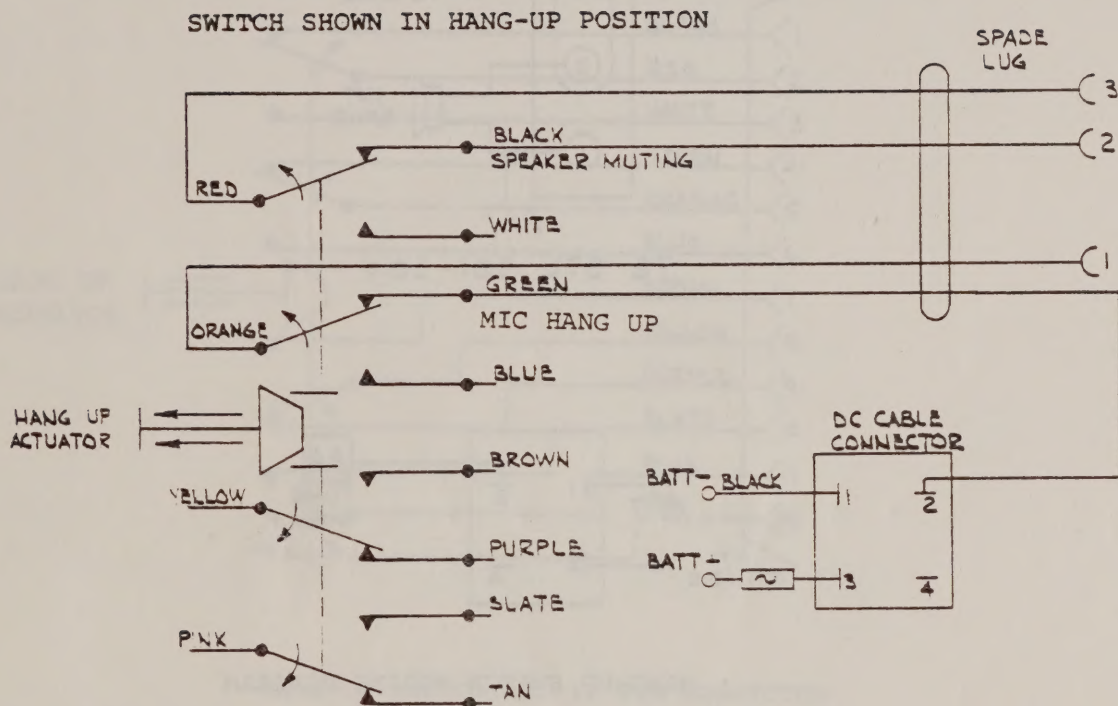 SWITCH SHOWN IN HANG-UP POSITION
SPADE
LUG
3
BLACK
2
SPEAKER MUTING
RED
WHITE
1
GREEN
MIC HANG UP
ORANGE
BLUE
HANG UP
ACTUATOR
DC CABLE
CONNECTOR
BROWN
BATT-
BLACK
1
2
YELLOW
PURPLE
BATT
~
3
4
SLATE
PINK
TAN